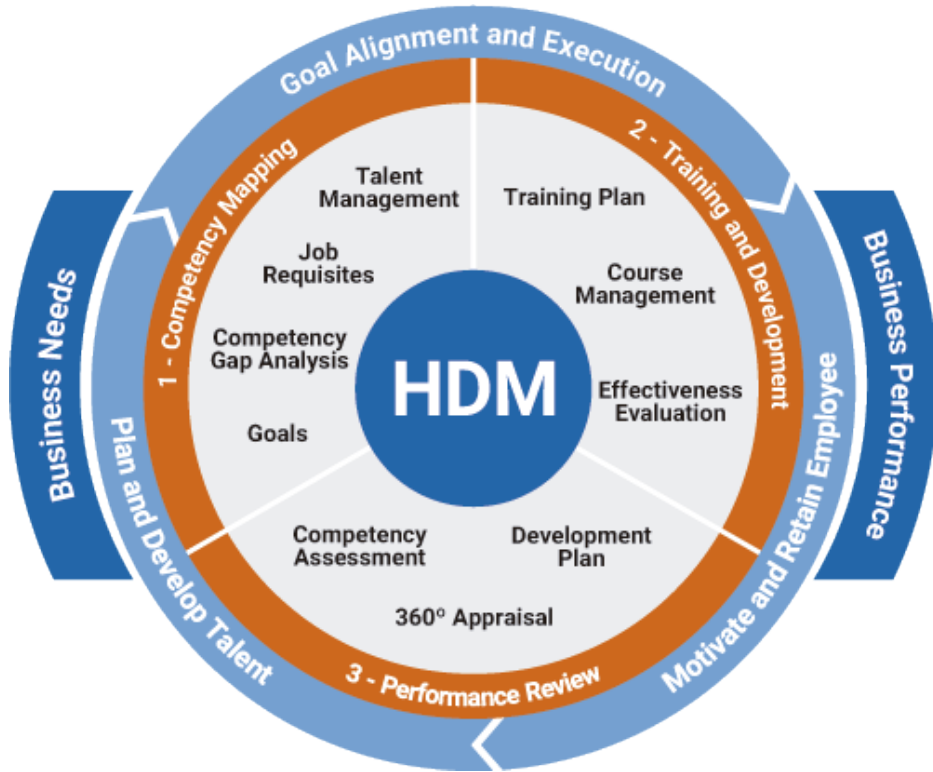 Goal Alignment and Execution
1 - Competency Mapping
2 - Training and Development
Talent
Management
Training Plan
Job
Requisites
Course
Management
Competency
Gap Analysis
HDM
Effectiveness
Evaluation
Goals
Business Needs
Business Performance
Plan and Develop Talent
Motivate and Retain Employee
Competency
Assessment
Development
Plan
360º Appraisal
3 - Performance Review